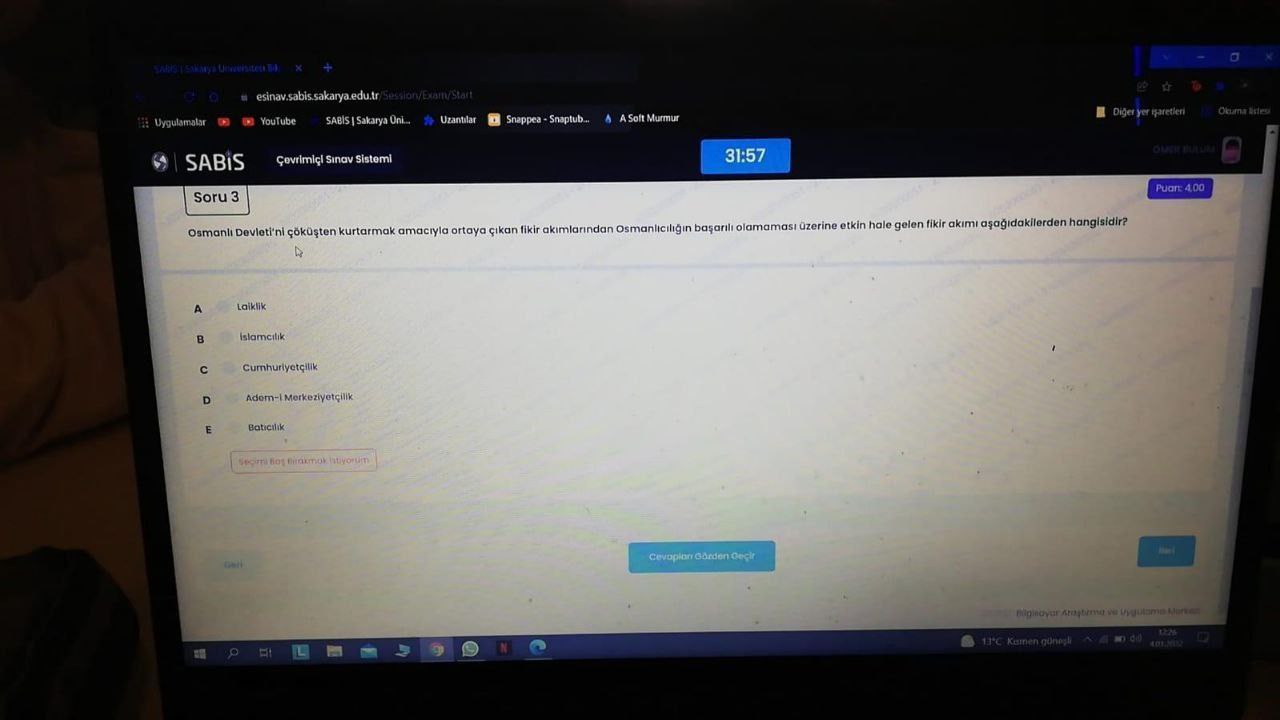 SABİS | Sakarya Üniversitesi Bil
esinav.sabis.sakarya.edu.tr/Session/Exam/Start
Uygulamalar YouTube SABİS | Sakarya Üni... Uzantılar Snappea - Snaptub... A Soft Murmur Diğer yer işaretleri Okuma listesi
SABİS Çevrimiçi Sınav Sistemi 31:57 ÖMER BULUM
Soru 3 Puan: 4,00
Osmanlı Devleti'ni çöküşten kurtarmak amacıyla ortaya çıkan fikir akımlarından Osmanlıcılığın başarılı olamaması üzerine etkin hale gelen fikir akımı aşağıdakilerden hangisidir?
A Laiklik
B İslamcılık
C Cumhuriyetçilik
D Adem-i Merkeziyetçilik
E Batıcılık
Seçimi Boş Bırakmak İstiyorum
Geri Cevapları Gözden Geçir İleri
Bilgisayar Araştırma ve Uygulama Merkezi
13°C Kısmen güneşli 12:26
4.01.2022